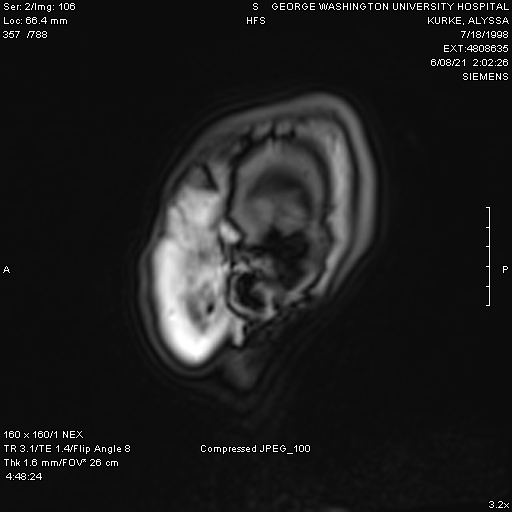 Ser: 2/Img: 106
Loc: 66.4 mm
357 /788
S GEORGE WASHINGTON UNIVERSITY HOSPITAL
HFS KURKE, ALYSSA
7/18/1998
EXT:4808635
6/08/21 2:02:26
SIEMENS
A
P
160 x 160/1 NEX
TR 3.1/TE 1.4/Flip Angle 8
Thk 1.6 mm/FOV* 26 cm
4:48:24
Compressed JPEG_100
3.2x